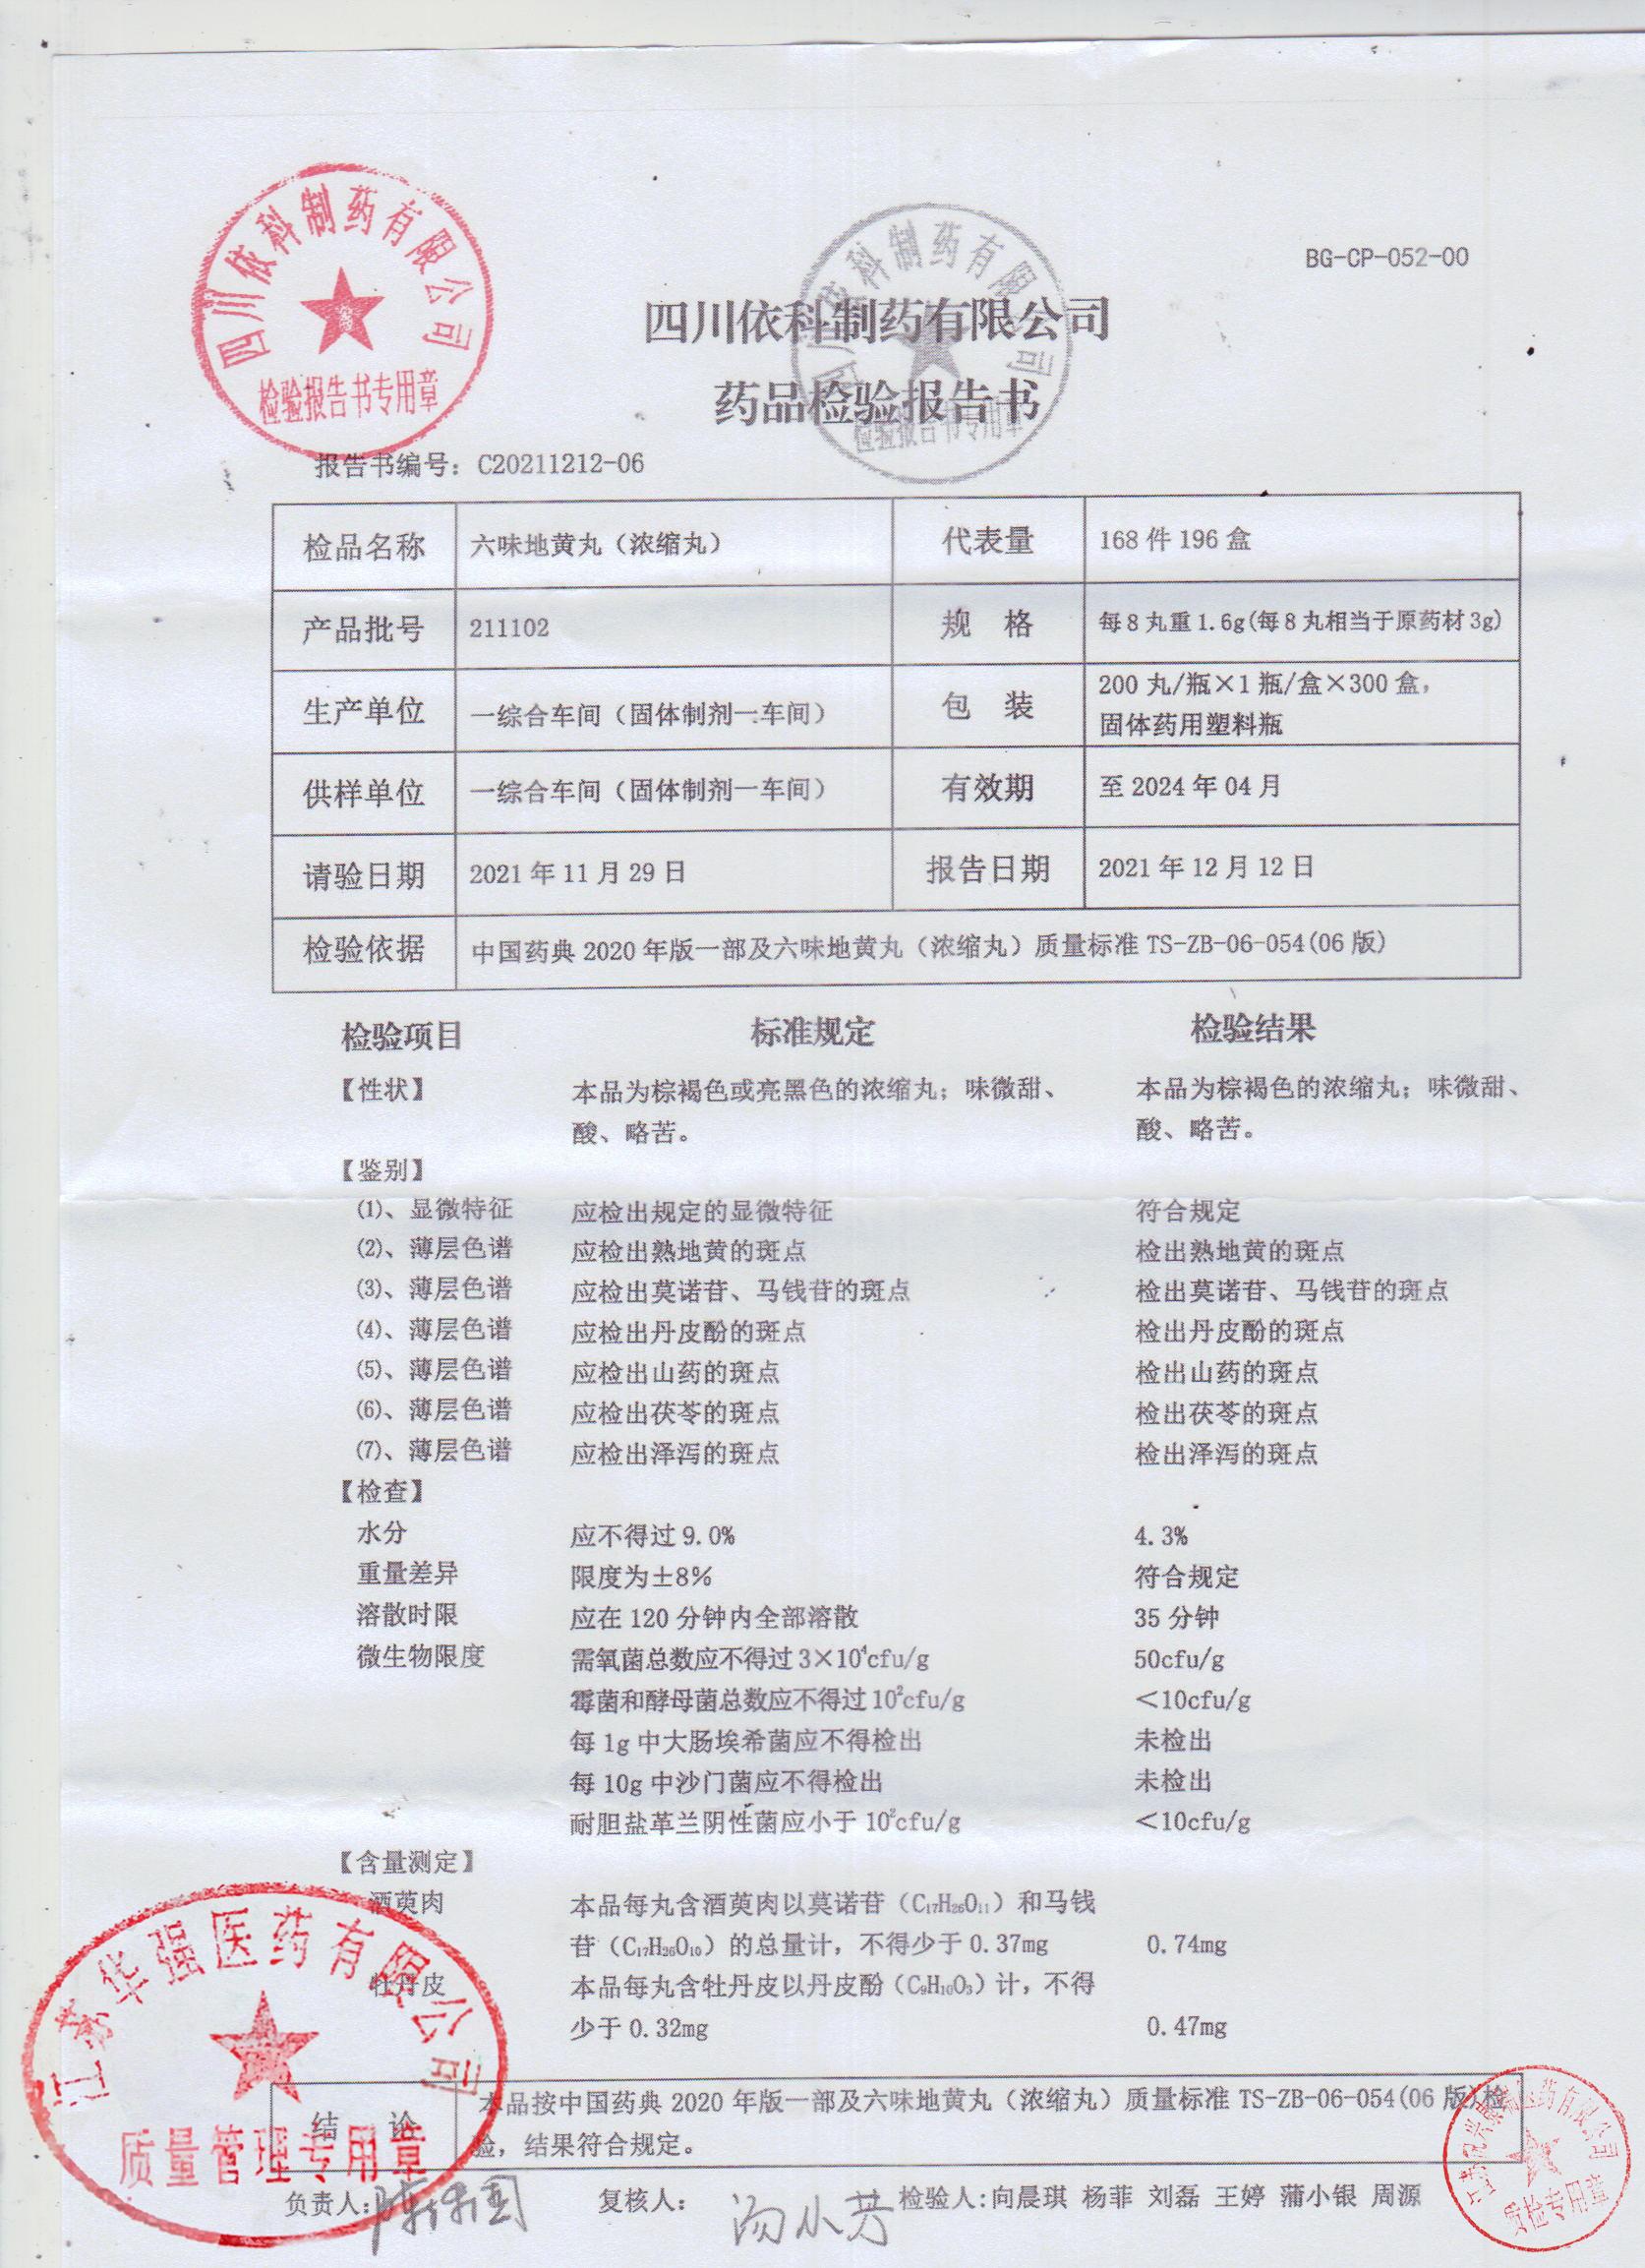 BG-CP-052-00
四川依科制药有限公司
检验报告书专用章
四川依科制药有限公司
药品检验报告书
科制药有限
司
检验报告书专用章
报告书编号：C20211212-06
检品名称 六味地黄丸（浓缩丸） 代表量 168件196盒
产品批号 211102 规 格 每8丸重1.6g(每8丸相当于原药材3g)
生产单位 一综合车间（固体制剂一车间） 包 装 200丸/瓶×1瓶/盒×300盒，
固体药用塑料瓶
供样单位 一综合车间（固体制剂一车间） 有效期 至2024年04月
请验日期 2021年11月29日 报告日期 2021年12月12日
检验依据 中国药典2020年版一部及六味地黄丸（浓缩丸）质量标准TS-ZB-06-054(06版)
检验项目 标准规定 检验结果
【性状】 本品为棕褐色或亮黑色的浓缩丸；味微甜、 本品为棕褐色的浓缩丸；味微甜、
酸、略苦。 酸、略苦。
【鉴别】
⑴、显微特征 应检出规定的显微特征 符合规定
⑵、薄层色谱 应检出熟地黄的斑点 检出熟地黄的斑点
⑶、薄层色谱 应检出莫诺苷、马钱苷的斑点 检出莫诺苷、马钱苷的斑点
⑷、薄层色谱 应检出丹皮酚的斑点 检出丹皮酚的斑点
⑸、薄层色谱 应检出山药的斑点 检出山药的斑点
⑹、薄层色谱 应检出茯苓的斑点 检出茯苓的斑点
⑺、薄层色谱 应检出泽泻的斑点 检出泽泻的斑点
【检查】
水分 应不得过9.0% 4.3%
重量差异 限度为±8% 符合规定
溶散时限 应在120分钟内全部溶散 35分钟
微生物限度 需氧菌总数应不得过3×10⁴cfu/g 50cfu/g
霉菌和酵母菌总数应不得过10²cfu/g ＜10cfu/g
每1g中大肠埃希菌应不得检出 未检出
每10g中沙门菌应不得检出 未检出
耐胆盐革兰阴性菌应小于10²cfu/g ＜10cfu/g
【含量测定】
酒萸肉 本品每丸含酒萸肉以莫诺苷（C₁₇H₂₆O₁₁）和马钱
苷（C₁₇H₂₆O₁₀）的总量计，不得少于0.37mg 0.74mg
牡丹皮 本品每丸含牡丹皮以丹皮酚（C₉H₁₀O₃）计，不得
少于0.32mg 0.47mg
结 论 本品按中国药典2020年版一部及六味地黄丸（浓缩丸）质量标准TS-ZB-06-054(06版)检
验，结果符合规定。
江苏华强医药有限公司
质量管理专用章
负责人： 复核人：汤小芳 检验人:向晨琪 杨菲 刘磊 王婷 蒲小银 周源
医药有限公司
质检专用章